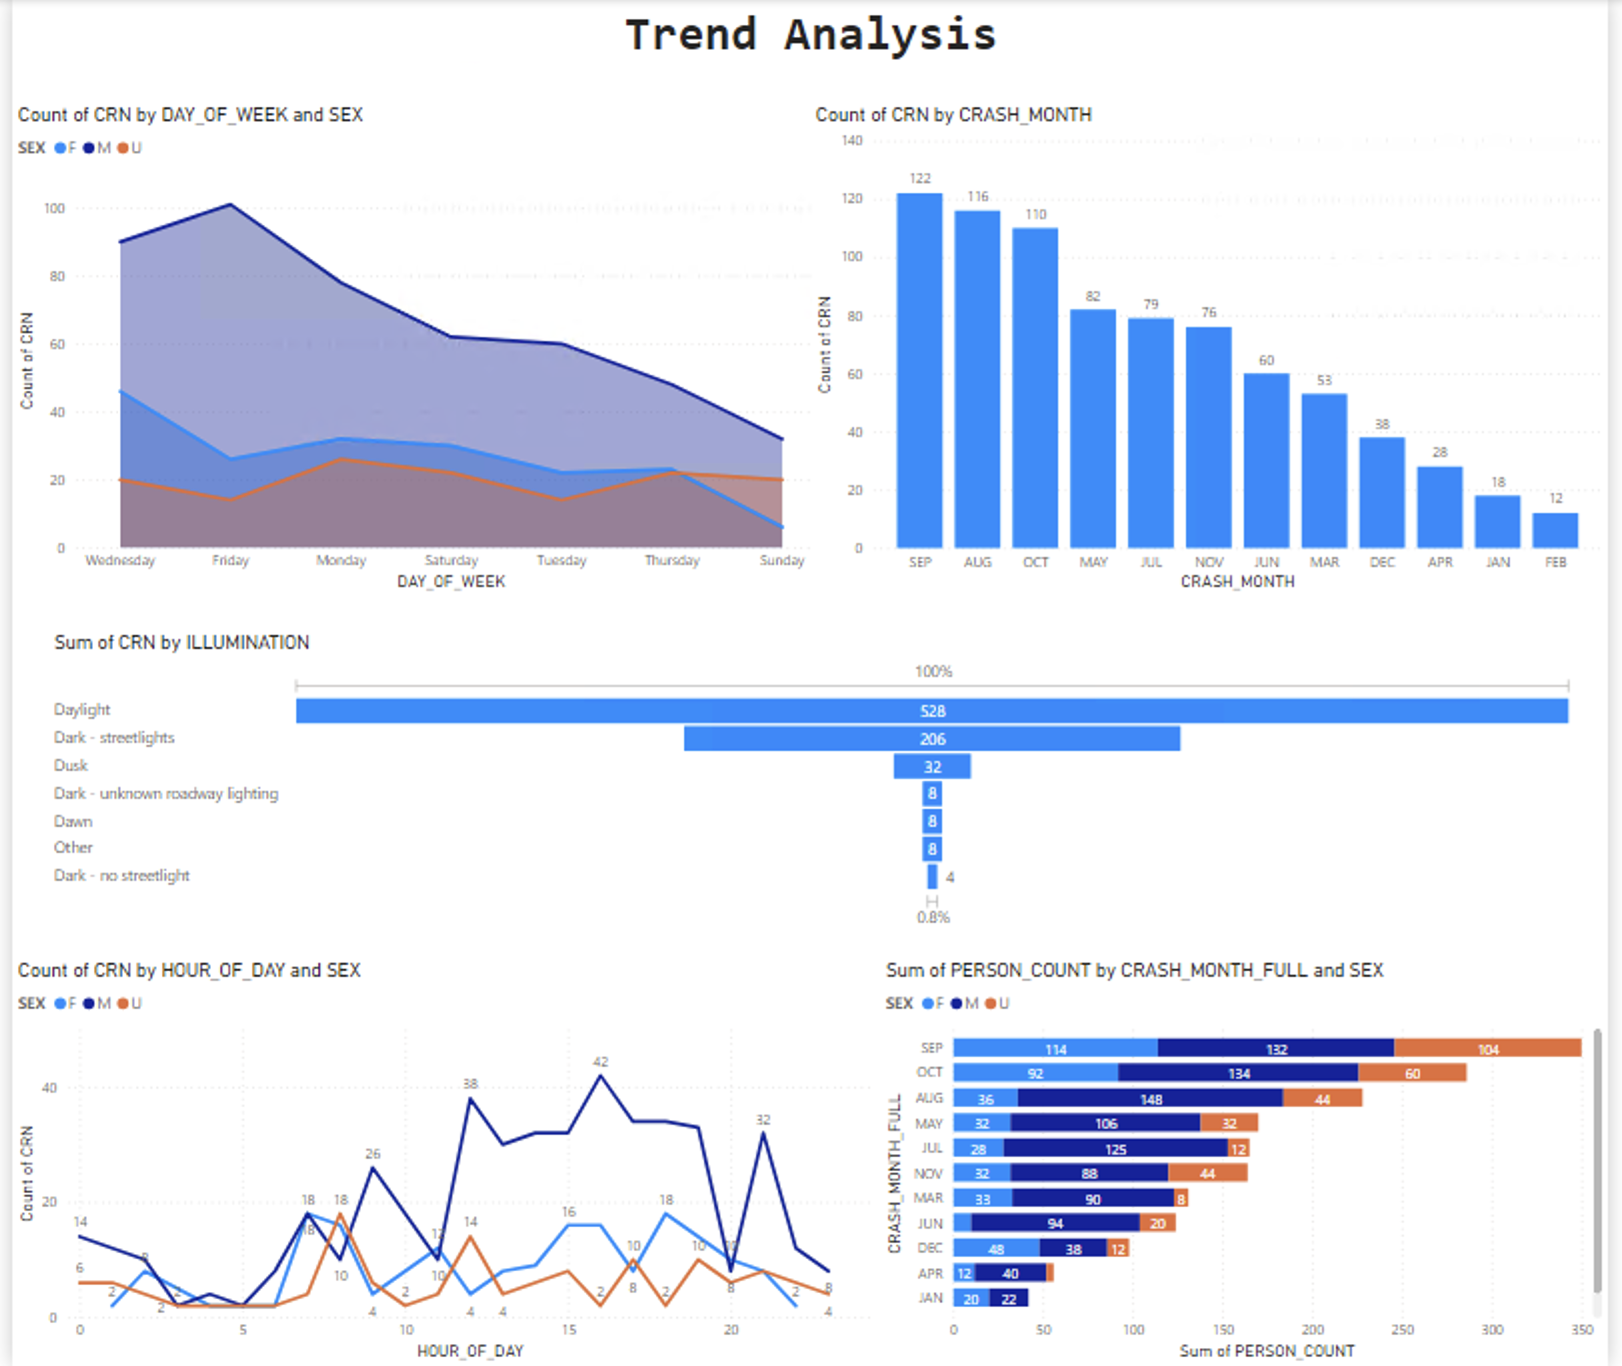 Trend Analysis
Count of CRN by DAY_OF_WEEK and SEX
SEX F M U
100
80
60
40
20
0
Count of CRN
Wednesday Friday Monday Saturday Tuesday Thursday Sunday
DAY_OF_WEEK
Count of CRN by CRASH_MONTH
140
120
100
80
60
40
20
0
Count of CRN
122 116 110 82 79 76 60 53 38 28 18 12
SEP AUG OCT MAY JUL NOV JUN MAR DEC APR JAN FEB
CRASH_MONTH
Sum of CRN by ILLUMINATION
100%
Daylight 528
Dark - streetlights 206
Dusk 32
Dark - unknown roadway lighting 8
Dawn 8
Other 8
Dark - no streetlight 4
0.8%
Count of CRN by HOUR_OF_DAY and SEX
SEX F M U
40
20
0
Count of CRN
14 6 2 8 2 18 18 18 10 26 4 2 12 10 38 14 4 4 16 42 2 10 8 18 2 10 8 32 2 8 4
0 5 10 15 20
HOUR_OF_DAY
Sum of PERSON_COUNT by CRASH_MONTH_FULL and SEX
SEX F M U
CRASH_MONTH_FULL
SEP 114 132 104
OCT 92 134 60
AUG 36 148 44
MAY 32 106 32
JUL 28 125 12
NOV 32 88 44
MAR 33 90 8
JUN 94 20
DEC 48 38 12
APR 12 40
JAN 20 22
0 50 100 150 200 250 300 350
Sum of PERSON_COUNT